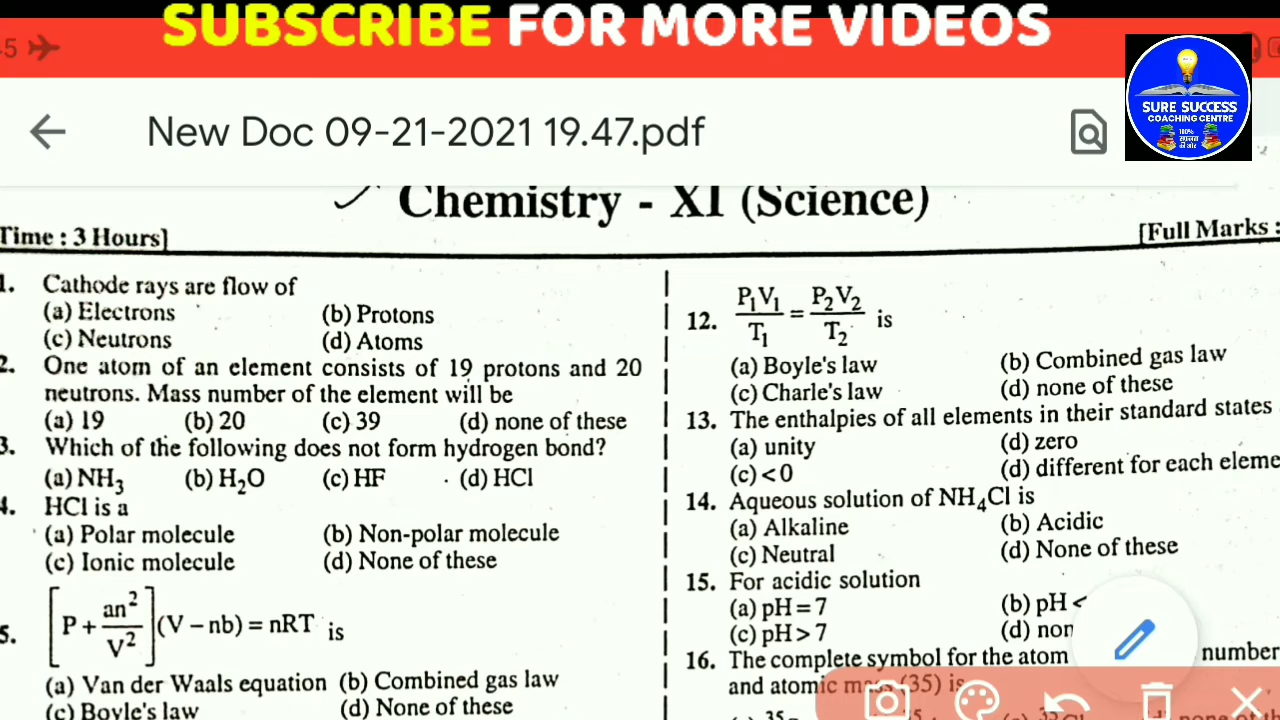 SUBSCRIBE FOR MORE VIDEOS
New Doc 09-21-2021 19.47.pdf
SURE SUCCESS
COACHING CENTRE
100%
Chemistry - XI (Science)
Time : 3 Hours]
[Full Marks :
1. Cathode rays are flow of
(a) Electrons (b) Protons
(c) Neutrons (d) Atoms
2. One atom of an element consists of 19 protons and 20
neutrons. Mass number of the element will be
(a) 19 (b) 20 (c) 39 (d) none of these
3. Which of the following does not form hydrogen bond?
(a) NH₃ (b) H₂O (c) HF (d) HCl
4. HCl is a
(a) Polar molecule (b) Non-polar molecule
(c) Ionic molecule (d) None of these
5. [P + an²/V²] (V – nb) = nRT is
(a) Van der Waals equation (b) Combined gas law
(c) Boyle's law (d) None of these
12. P₁V₁/T₁ = P₂V₂/T₂ is
(a) Boyle's law (b) Combined gas law
(c) Charle's law (d) none of these
13. The enthalpies of all elements in their standard states
(a) unity (d) zero
(c) < 0 (d) different for each eleme
14. Aqueous solution of NH₄Cl is
(a) Alkaline (b) Acidic
(c) Neutral (d) None of these
15. For acidic solution
(a) pH = 7 (b) pH <
(c) pH > 7 (d) non
16. The complete symbol for the atom number
and atomic mass (35) is